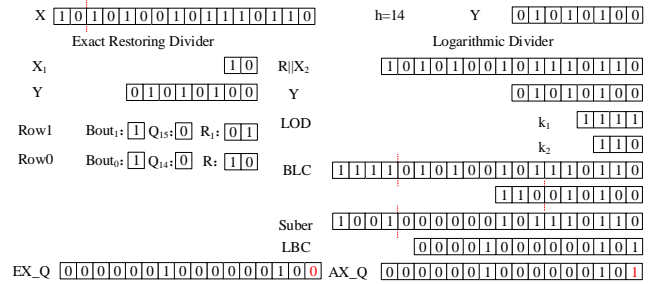 X 1 0 1 0 1 0 0 1 0 1 1 1 0 1 1 0 h=14 Y 0 1 0 1 0 1 0 0
Exact Restoring Divider Logarithmic Divider
X₁ 1 0 R||X₂ 1 0 1 0 1 0 0 1 0 1 1 1 0 1 1 0
Y 0 1 0 1 0 1 0 0 Y 0 1 0 1 0 1 0 0
LOD k₁ 1 1 1 1
Row1 Bout₁: 1 Q₁₅: 0 R₁: 0 1
k₂ 1 1 0
Row0 Bout₀: 1 Q₁₄: 0 R: 1 0
BLC 1 1 1 1 0 1 0 1 0 0 1 0 1 1 1 0 1 1 0
1 1 0 0 1 0 1 0 0
Suber 1 0 0 1 0 0 0 0 0 0 1 0 1 1 1 0 1 1 0
LBC 0 0 0 0 1 0 0 0 0 0 0 1 0 1
EX_Q 0 0 0 0 0 0 1 0 0 0 0 0 0 1 0 0 AX_Q 0 0 0 0 0 0 1 0 0 0 0 0 0 1 0 1